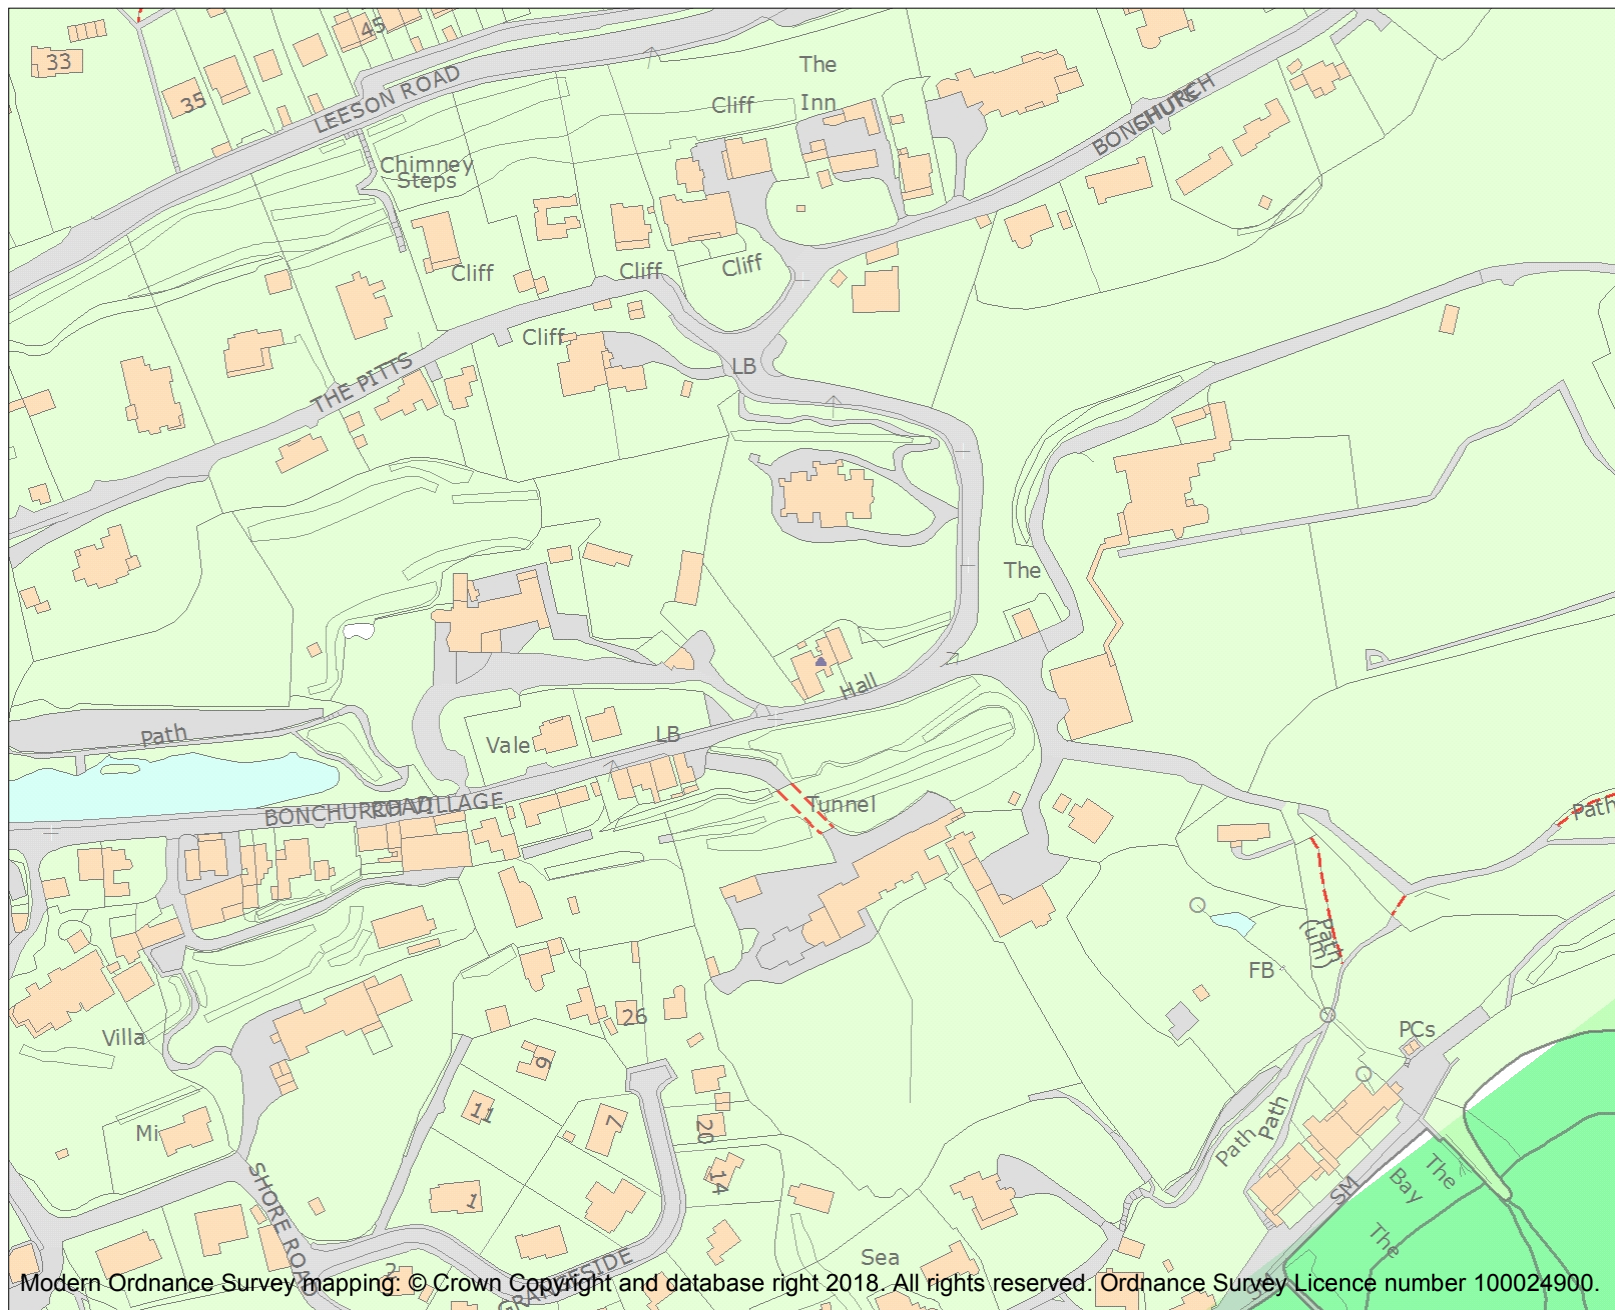 45
33
35
LEESON ROAD
The
Inn
Cliff
BONCHURCH
SHUTE
Chimney
Steps
Cliff
Cliff
Cliff
Cliff
THE PITTS
LB
The
Hall
Path
Vale
LB
Tunnel
BONCHURCH VILLAGE
ROAD
Path
Path
(um)
FB
PCs
Villa
26
9
11
7
Mi
20
14
1
SHORE ROAD
Path
Path
The
Bay
SM
The
Sea
2
GRANGESIDE
Modern Ordnance Survey mapping: © Crown Copyright and database right 2018. All rights reserved. Ordnance Survey Licence number 100024900.